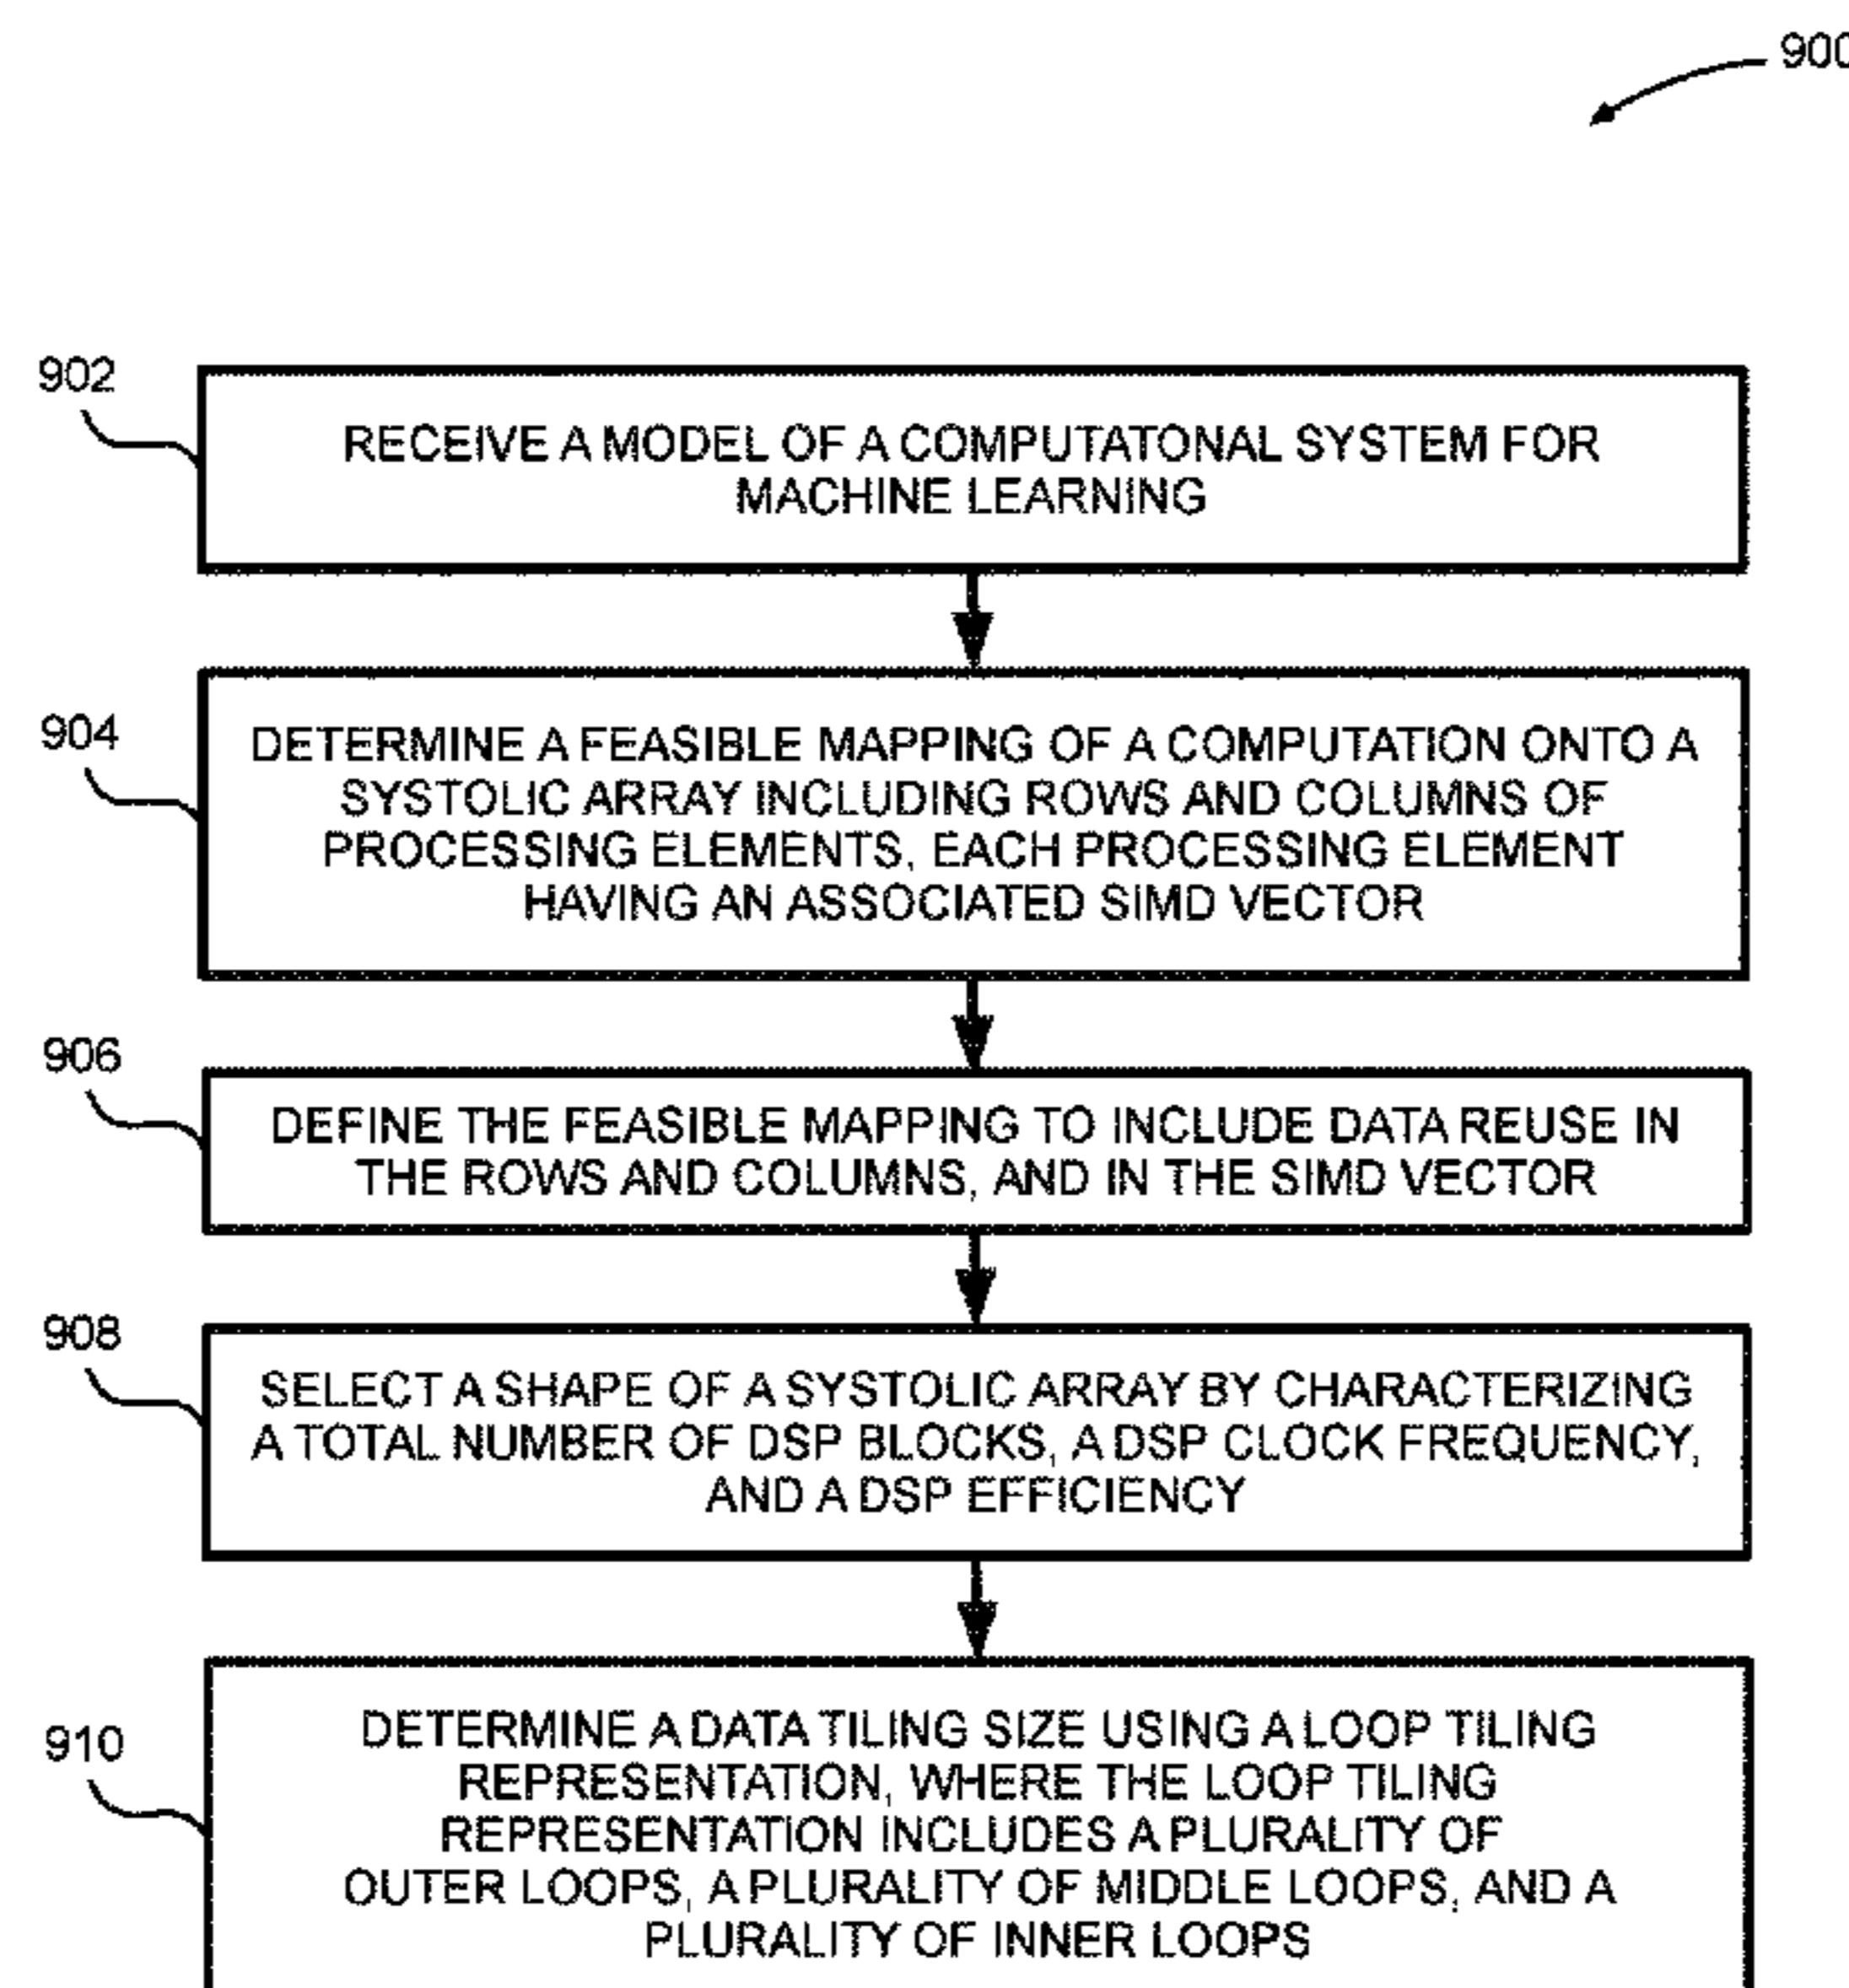 900
902
RECEIVE A MODEL OF A COMPUTATONAL SYSTEM FOR
MACHINE LEARNING
904
DETERMINE A FEASIBLE MAPPING OF A COMPUTATION ONTO A
SYSTOLIC ARRAY INCLUDING ROWS AND COLUMNS OF
PROCESSING ELEMENTS, EACH PROCESSING ELEMENT
HAVING AN ASSOCIATED SIMD VECTOR
906
DEFINE THE FEASIBLE MAPPING TO INCLUDE DATA REUSE IN
THE ROWS AND COLUMNS, AND IN THE SIMD VECTOR
908
SELECT A SHAPE OF A SYSTOLIC ARRAY BY CHARACTERIZING
A TOTAL NUMBER OF DSP BLOCKS, A DSP CLOCK FREQUENCY,
AND A DSP EFFICIENCY
910
DETERMINE A DATA TILING SIZE USING A LOOP TILING
REPRESENTATION, WHERE THE LOOP TILING
REPRESENTATION INCLUDES A PLURALITY OF
OUTER LOOPS, A PLURALITY OF MIDDLE LOOPS, AND A
PLURALITY OF INNER LOOPS